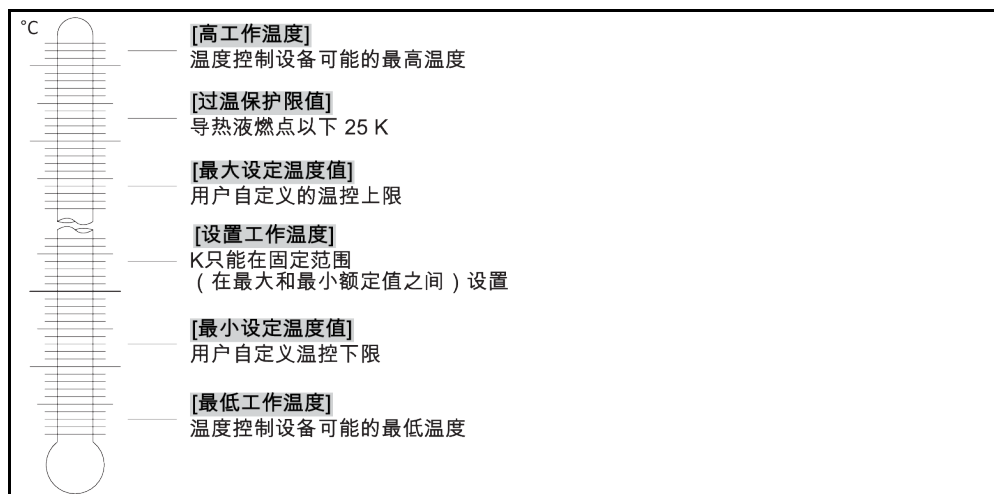 °C
[高工作温度]
温度控制设备可能的最高温度
[过温保护限值]
导热液燃点以下 25 K
[最大设定温度值]
用户自定义的温控上限
[设置工作温度]
K只能在固定范围
（在最大和最小额定值之间）设置
[最小设定温度值]
用户自定义温控下限
[最低工作温度]
温度控制设备可能的最低温度